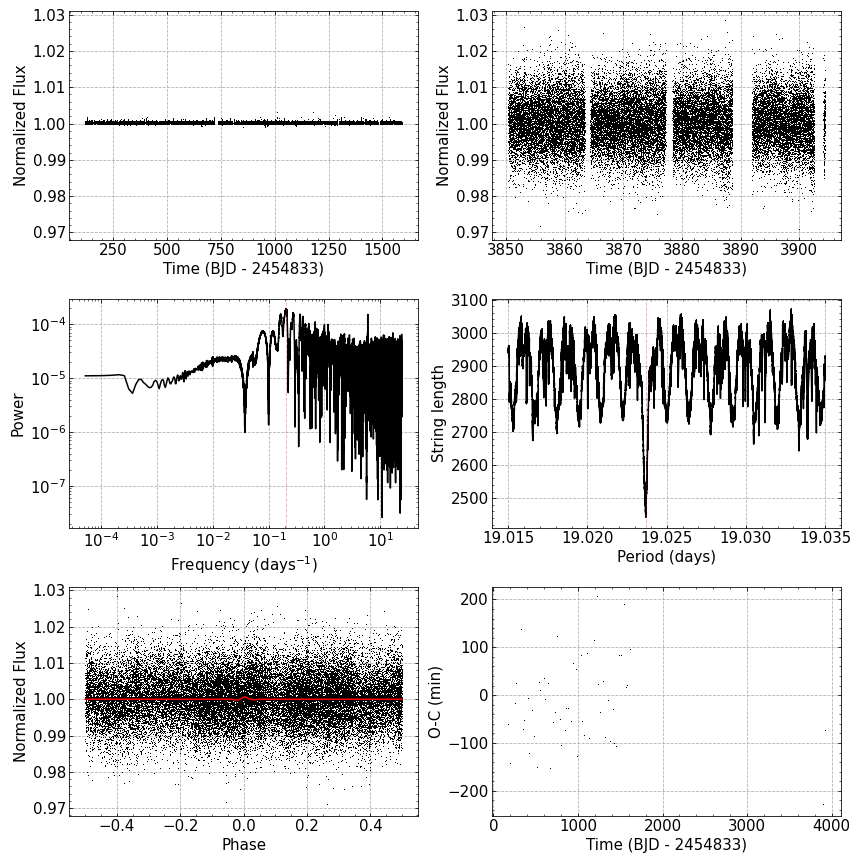 1.03
1.02
1.01
1.00
0.99
0.98
0.97
Normalized Flux
250 500 750 1000 1250 1500
Time (BJD - 2454833)
1.03
1.02
1.01
1.00
0.99
0.98
0.97
Normalized Flux
3850 3860 3870 3880 3890 3900
Time (BJD - 2454833)
10⁻⁴
10⁻⁵
10⁻⁶
10⁻⁷
Power
10⁻⁴ 10⁻³ 10⁻² 10⁻¹ 10⁰ 10¹
Frequency (days⁻¹)
3100
3000
2900
2800
2700
2600
2500
String length
19.015 19.020 19.025 19.030 19.035
Period (days)
1.03
1.02
1.01
1.00
0.99
0.98
0.97
Normalized Flux
−0.4 −0.2 0.0 0.2 0.4
Phase
200
100
0
−100
−200
O-C (min)
0 1000 2000 3000 4000
Time (BJD - 2454833)